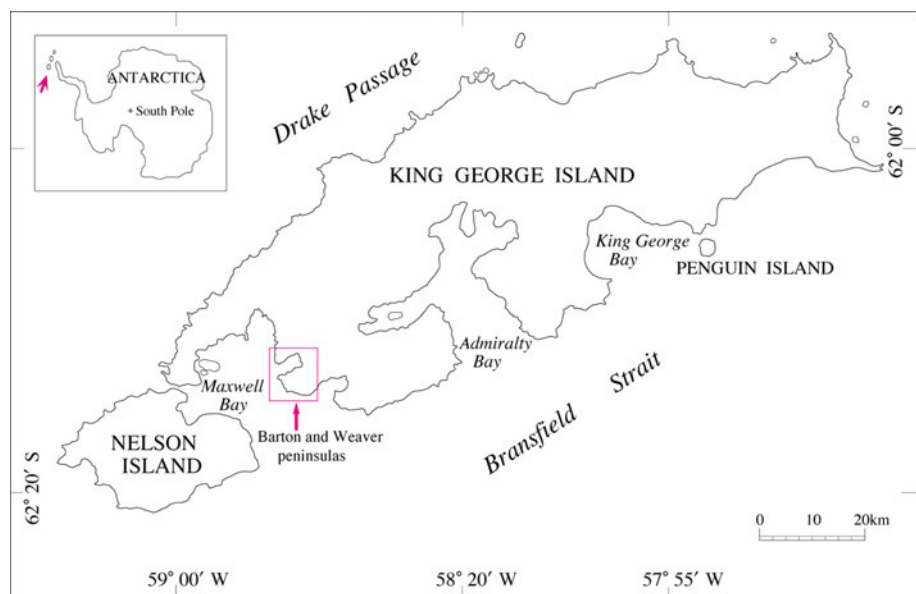 ANTARCTICA
South Pole
Drake Passage
62° 00′ S
KING GEORGE ISLAND
King George
Bay
PENGUIN ISLAND
Admiralty
Bay
Maxwell
Bay
Bransfield Strait
Barton and Weaver
peninsulas
NELSON
ISLAND
62° 20′ S
0 10 20km
59° 00′ W
58° 20′ W
57° 55′ W